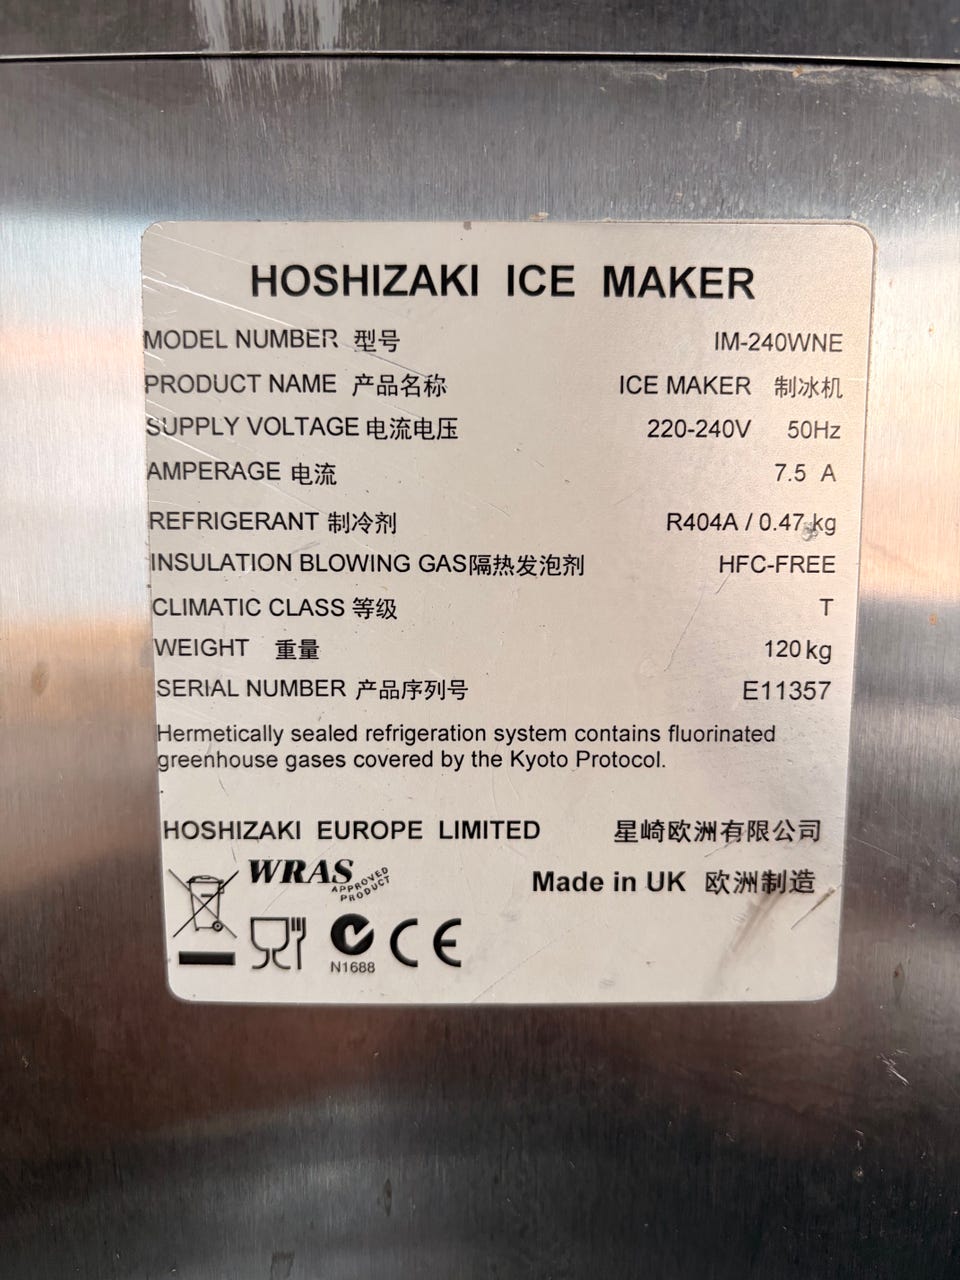 HOSHIZAKI ICE MAKER
MODEL NUMBER 型号 IM-240WNE
PRODUCT NAME 产品名称 ICE MAKER 制冰机
SUPPLY VOLTAGE 电流电压 220-240V 50Hz
AMPERAGE 电流 7.5 A
REFRIGERANT 制冷剂 R404A / 0.47 kg
INSULATION BLOWING GAS隔热发泡剂 HFC-FREE
CLIMATIC CLASS 等级 T
WEIGHT 重量 120kg
SERIAL NUMBER 产品序列号 E11357
Hermetically sealed refrigeration system contains fluorinated
greenhouse gases covered by the Kyoto Protocol.
HOSHIZAKI EUROPE LIMITED 星崎欧洲有限公司
WRAS APPROVED PRODUCT
Made in UK 欧洲制造
N1688
CE